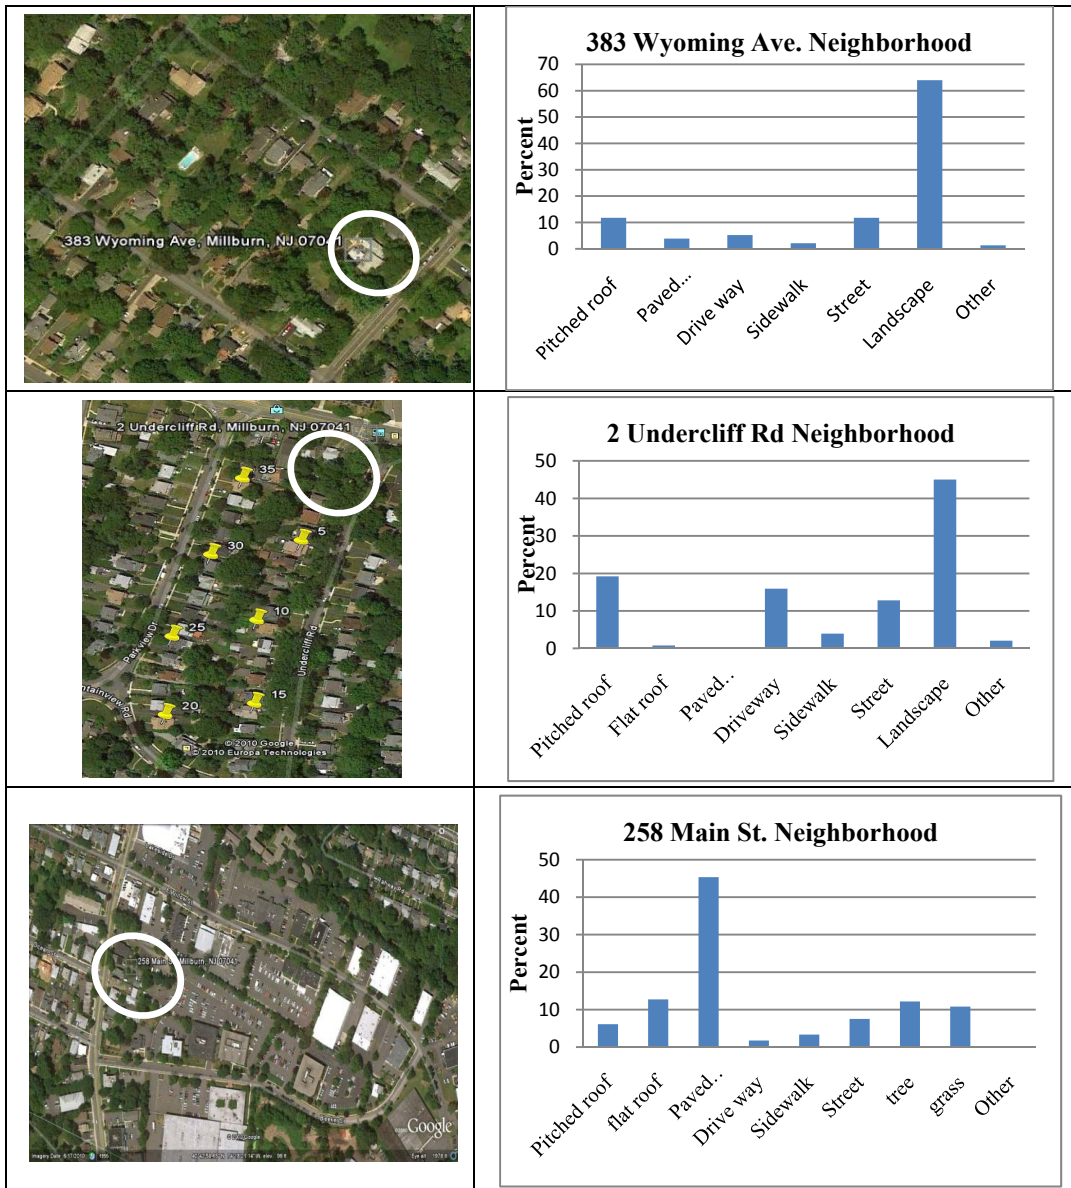 383 Wyoming Ave, Millburn, NJ 07041
383 Wyoming Ave. Neighborhood
Percent
70
60
50
40
30
20
10
0
Pitched roof
Paved...
Drive way
Sidewalk
Street
Landscape
Other
2 Undercliff Rd, Millburn, NJ 07041
35
5
30
10
25
15
20
Parkview Dr
Undercliff Rd
ntainview Rd
© 2010 Google
© 2010 Europa Technologies
2 Undercliff Rd Neighborhood
Percent
50
40
30
20
10
0
Pitched roof
Flat roof
Paved..
Driveway
Sidewalk
Street
Landscape
Other
258 Main St, Millburn, NJ 07041
Google
258 Main St. Neighborhood
Percent
50
40
30
20
10
0
Pitched roof
flat roof
Paved...
Drive way
Sidewalk
Street
tree
grass
Other